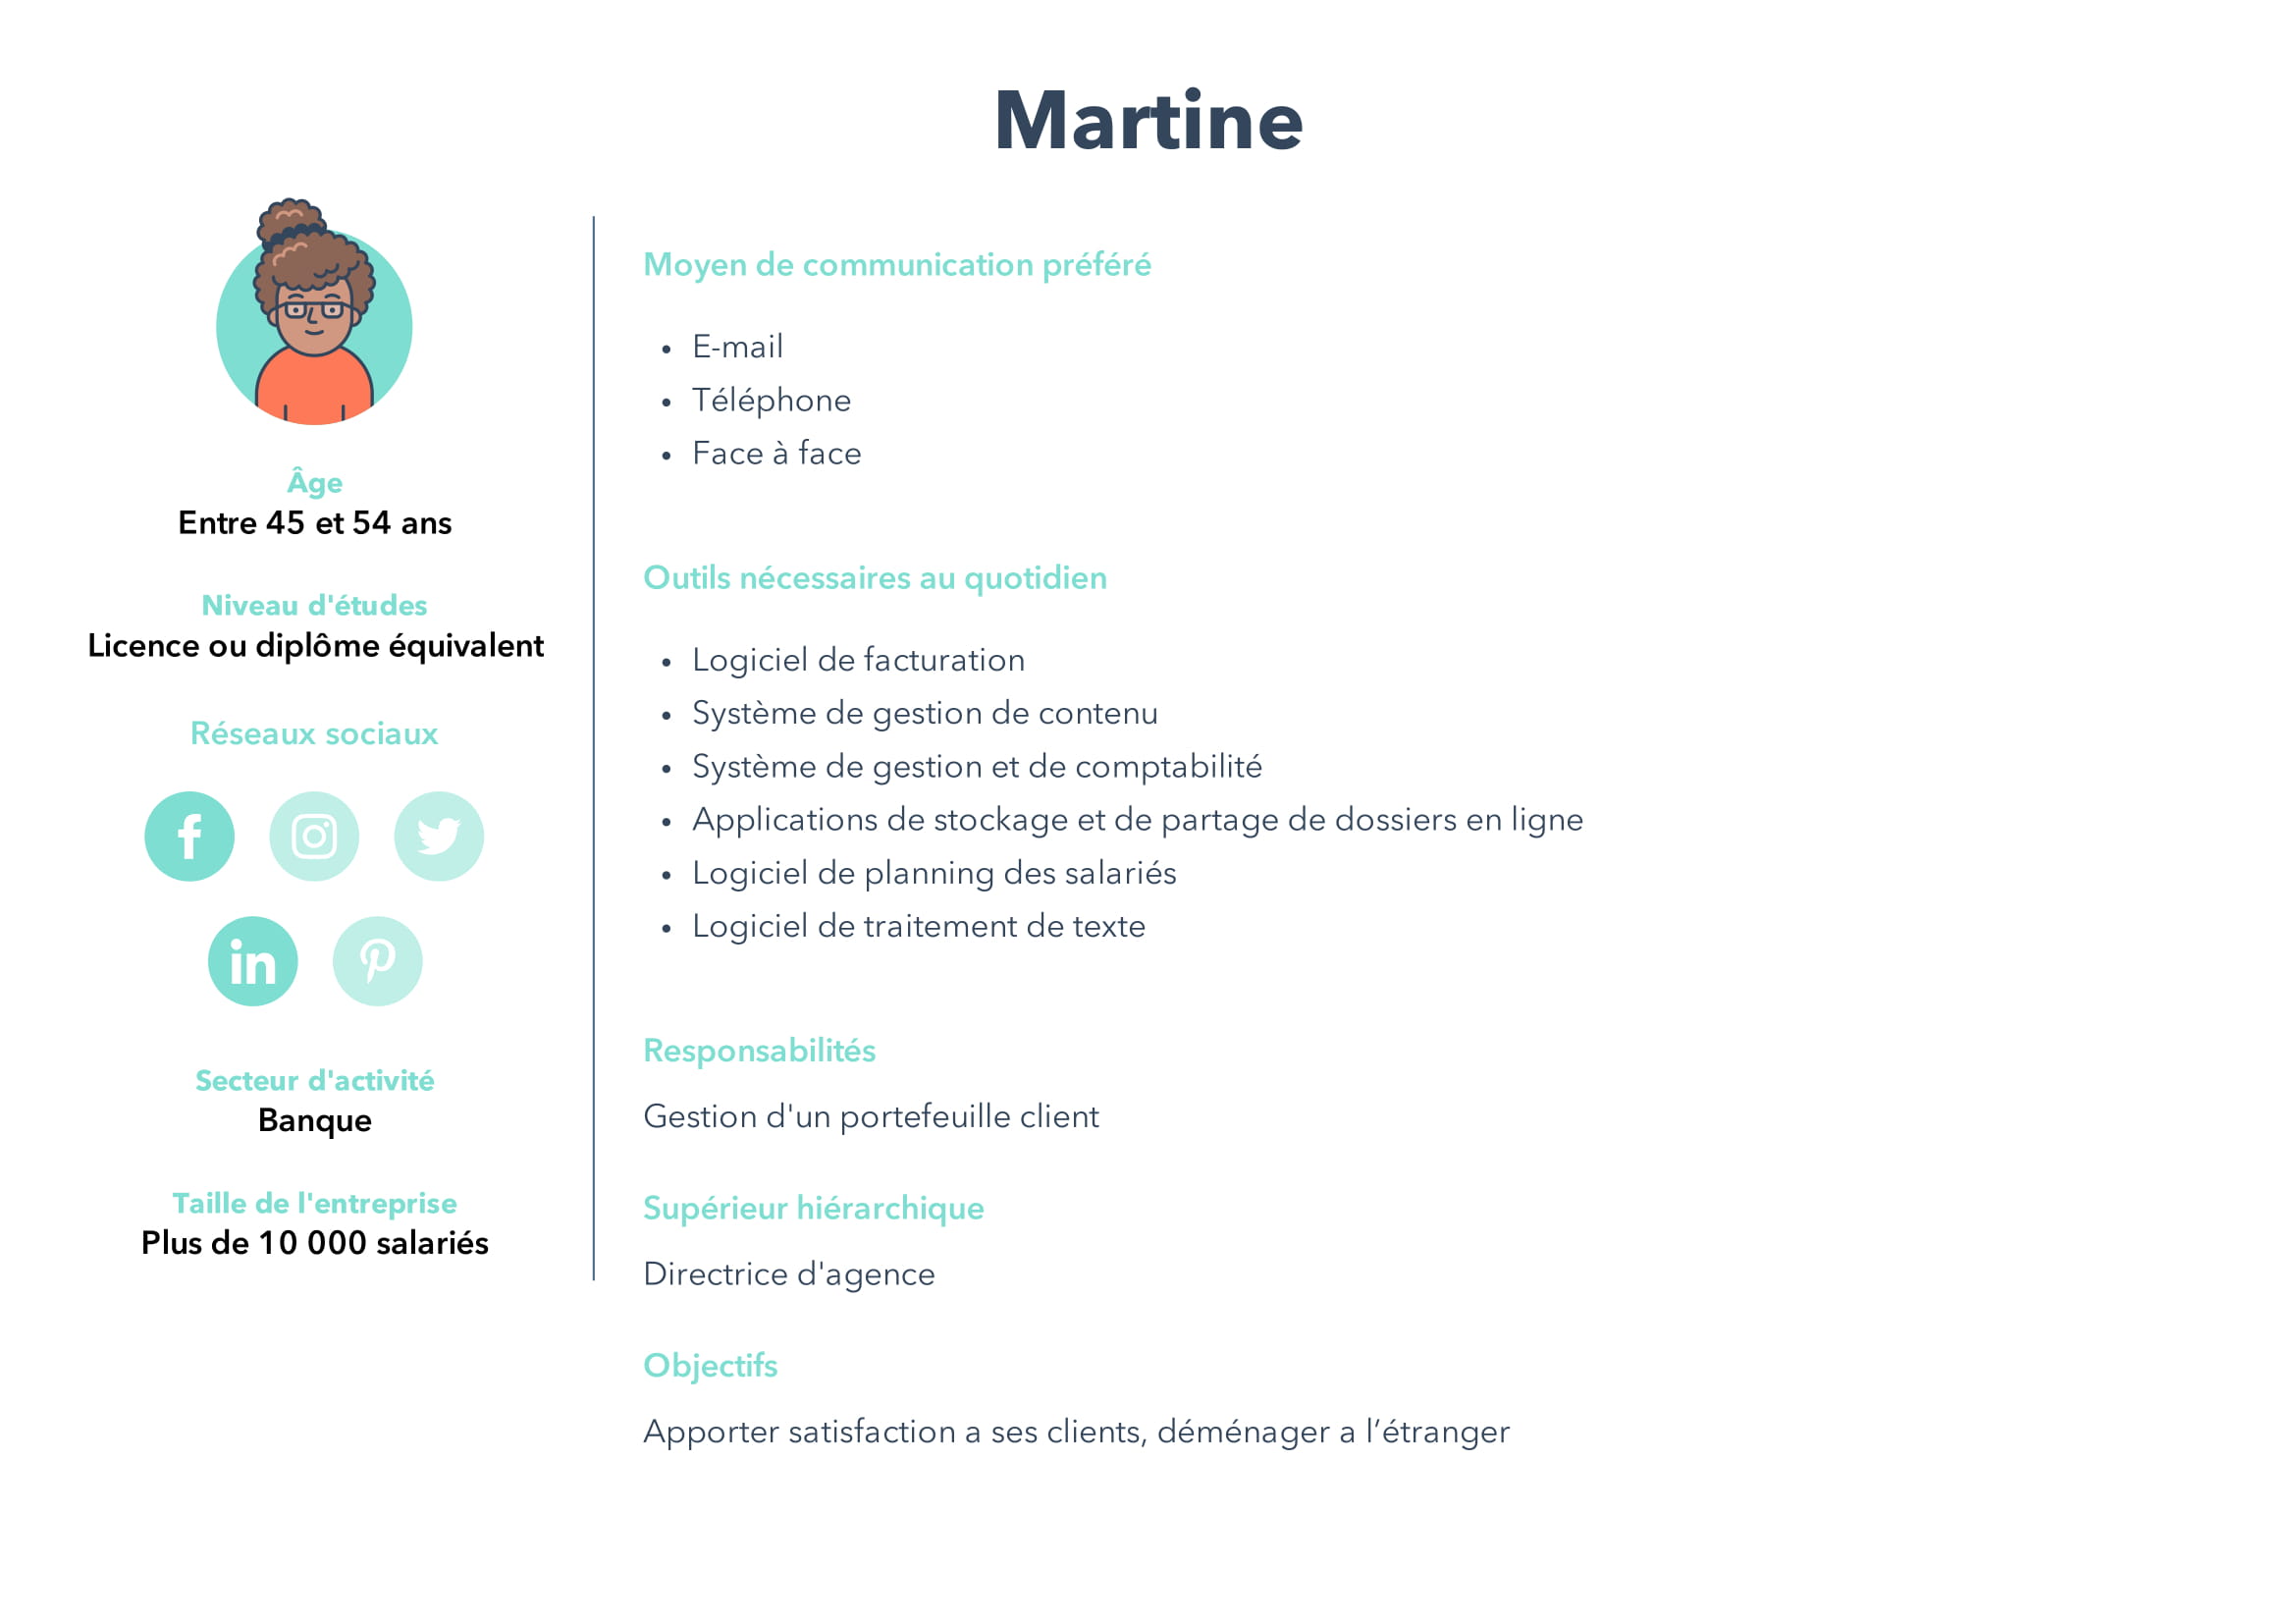 Martine
Âge
Entre 45 et 54 ans
Niveau d'études
Licence ou diplôme équivalent
Réseaux sociaux
f
in
Secteur d'activité
Banque
Taille de l'entreprise
Plus de 10 000 salariés
Moyen de communication préféré
• E-mail
• Téléphone
• Face à face
Outils nécessaires au quotidien
• Logiciel de facturation
• Système de gestion de contenu
• Système de gestion et de comptabilité
• Applications de stockage et de partage de dossiers en ligne
• Logiciel de planning des salariés
• Logiciel de traitement de texte
Responsabilités
Gestion d'un portefeuille client
Supérieur hiérarchique
Directrice d'agence
Objectifs
Apporter satisfaction a ses clients, déménager a l’étranger